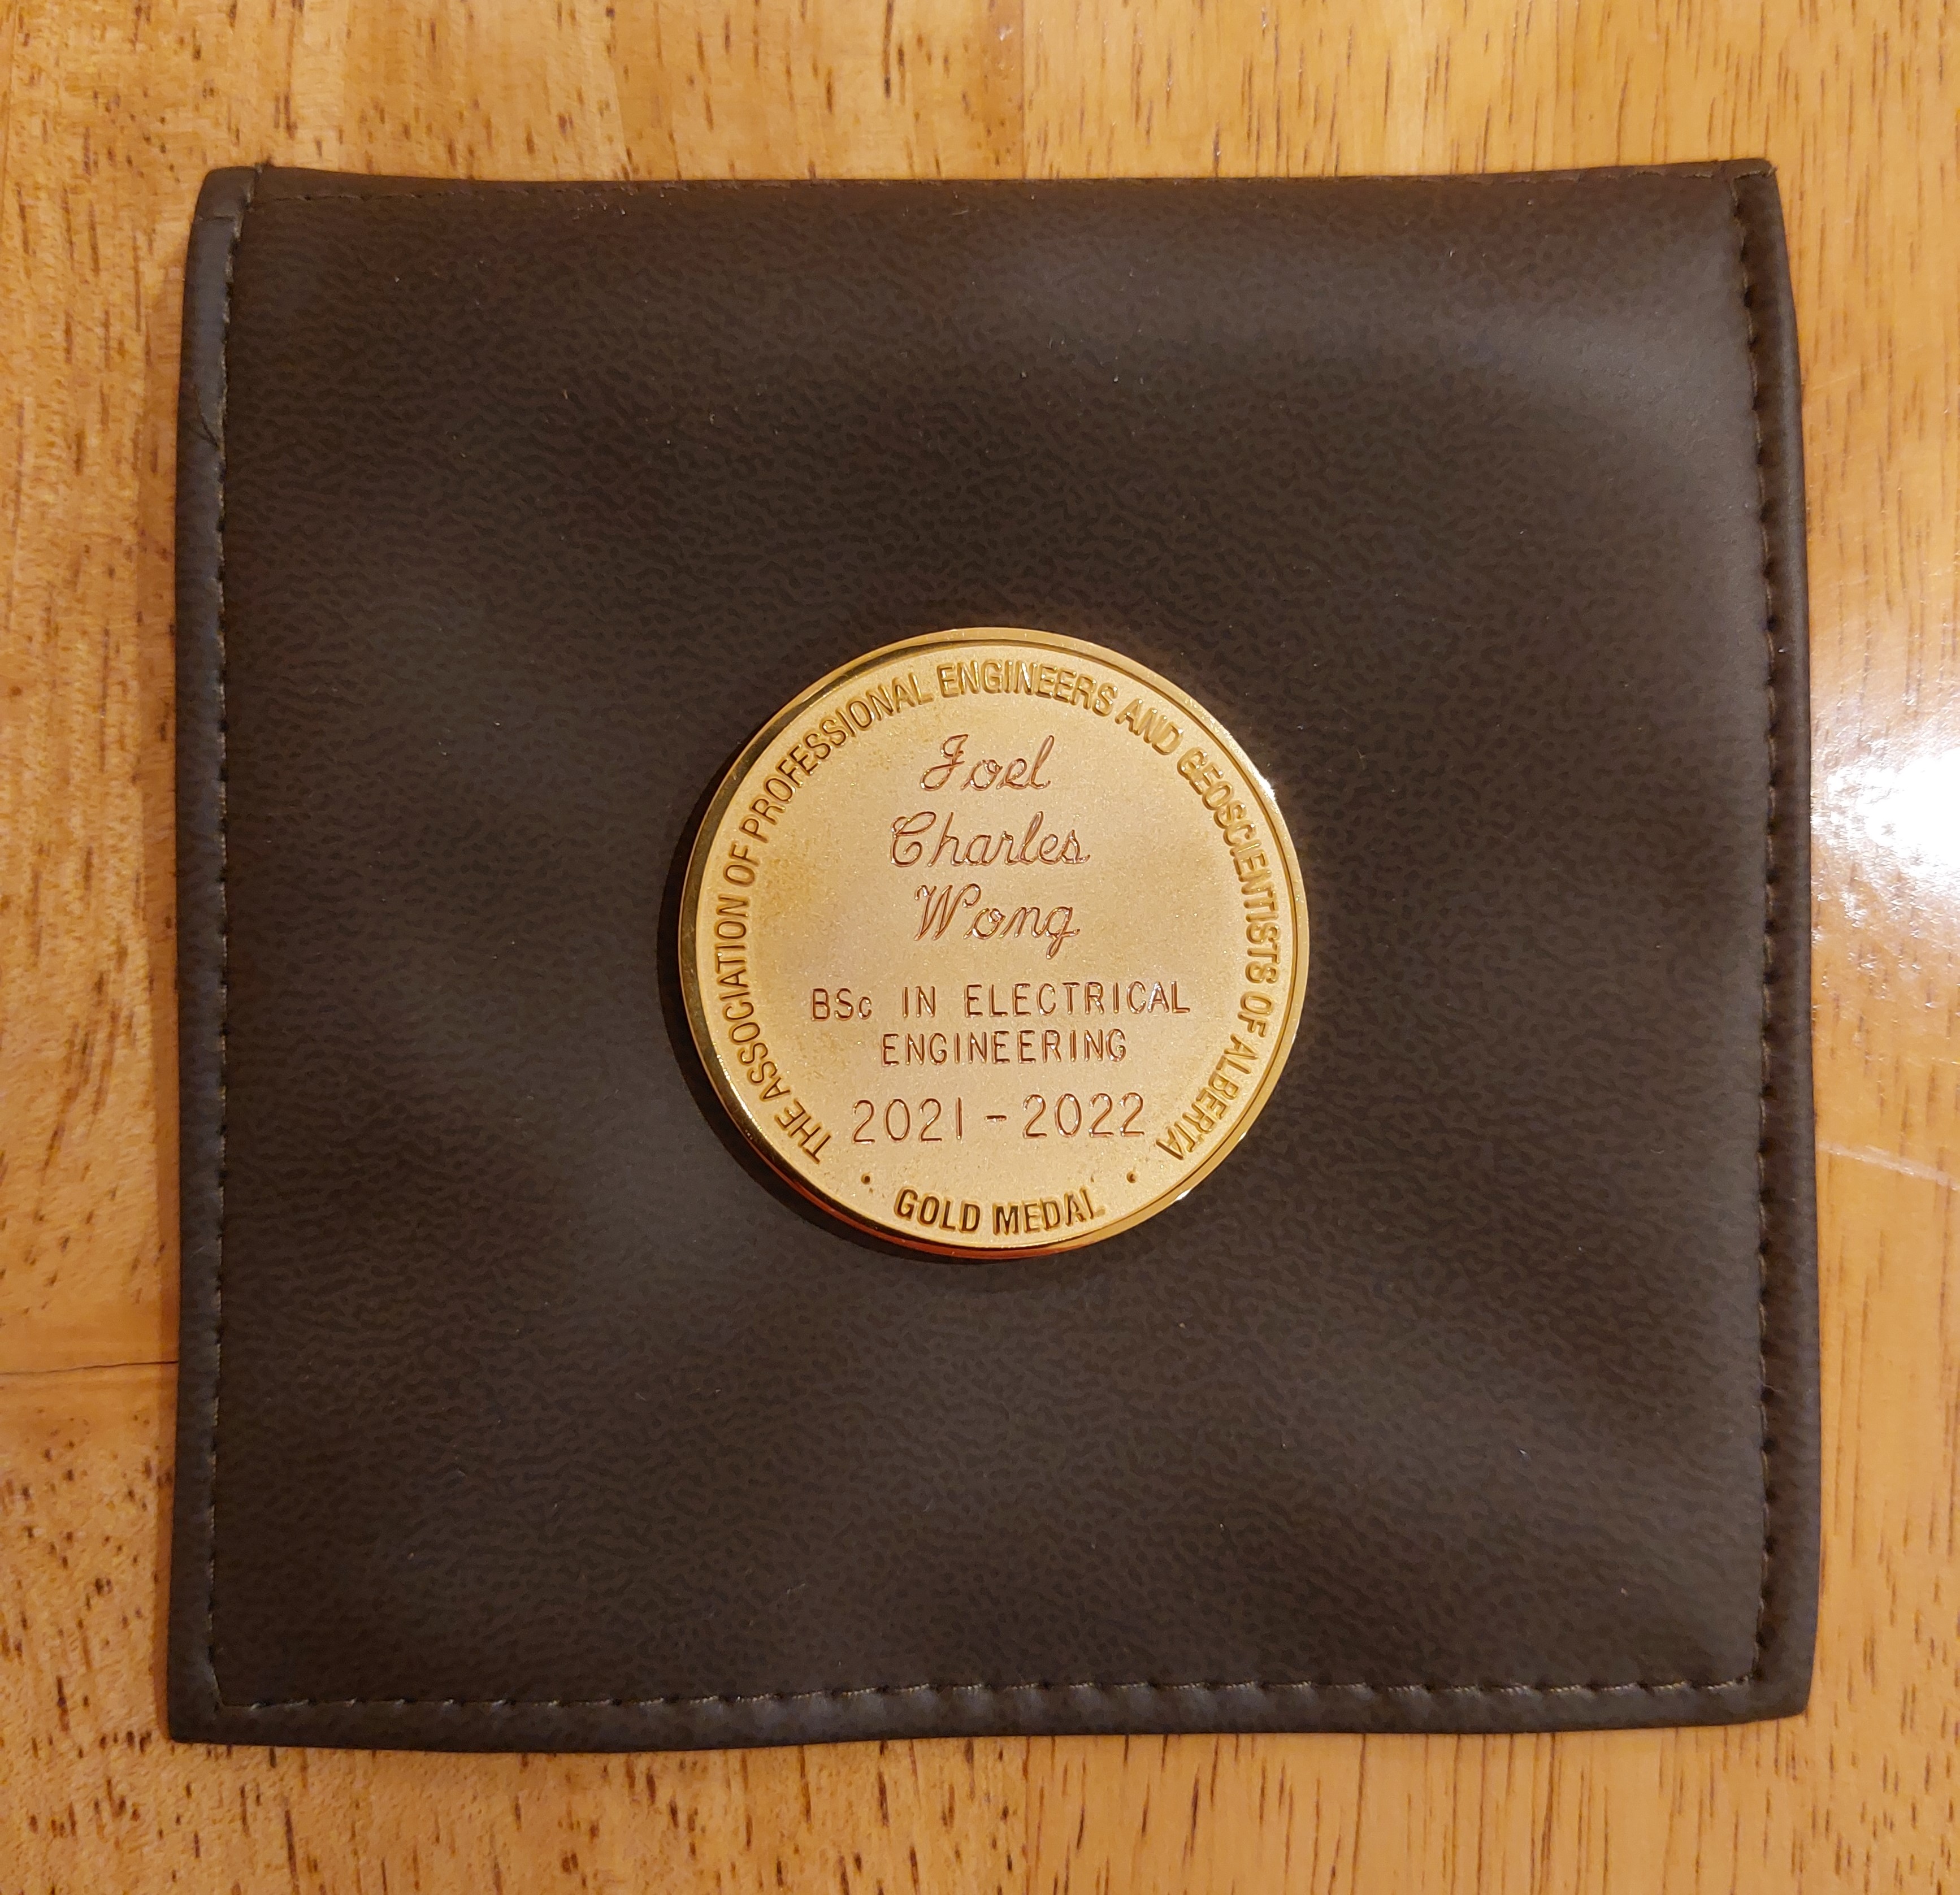 THE ASSOCIATION OF PROFESSIONAL ENGINEERS AND GEOSCIENTISTS OF ALBERTA
Joel
Charles
Wong
BSc IN ELECTRICAL
ENGINEERING
2021-2022
• GOLD MEDAL •